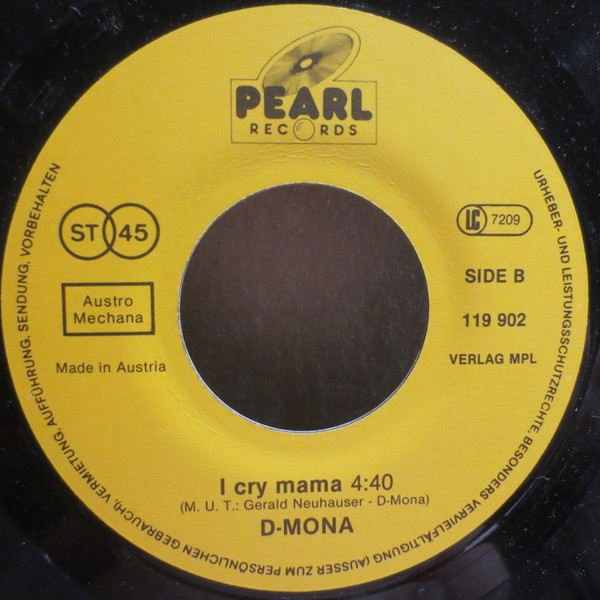 PEARL
RECORDS
ST 45
LC 7209
Austro
Mechana
SIDE B
119 902
Made in Austria
VERLAG MPL
I cry mama 4:40
(M. U. T.: Gerald Neuhauser - D-Mona)
D-MONA
URHEBER- UND LEISTUNGSSCHUTZRECHTE, BESONDERS VERVIELFÄLTIGUNG (AUSSER ZUM PERSÖNLICHEN GEBRAUCH), VERMIETUNG, AUFFÜHRUNG, SENDUNG, VORBEHALTEN